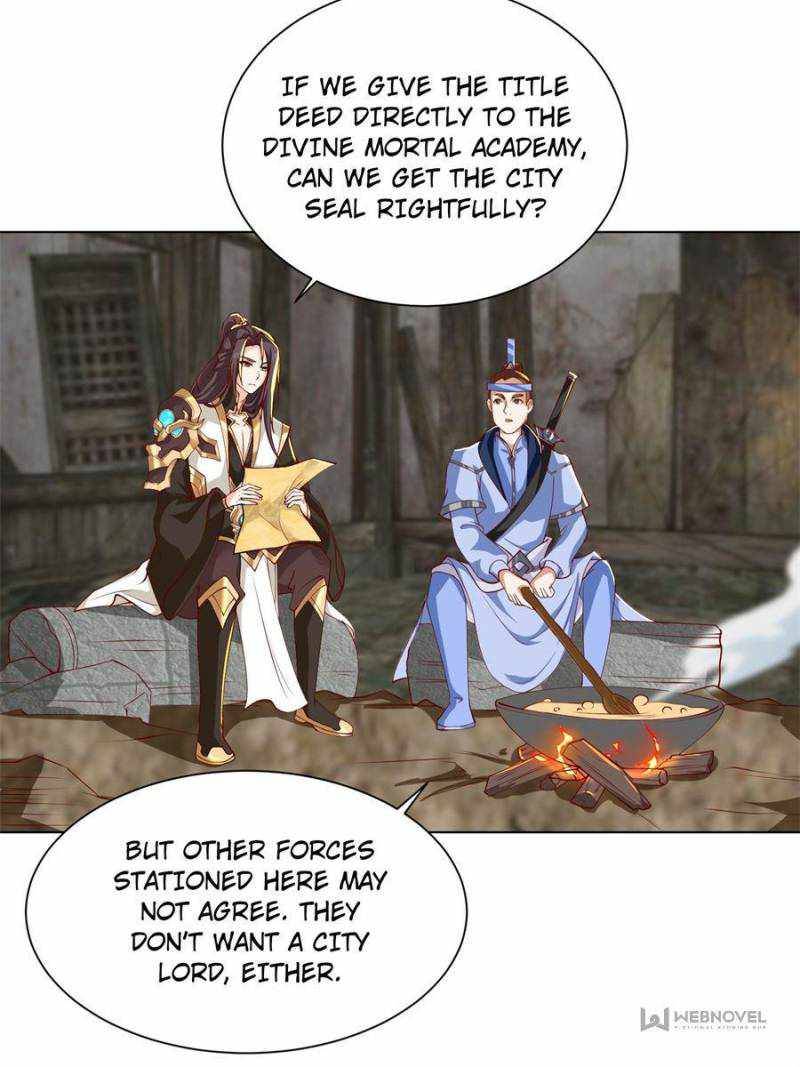 IF WE GIVE THE TITLE
DEED DIRECTLY TO THE
DIVINE MORTAL ACADEMY,
CAN WE GET THE CITY
SEAL RIGHTFULLY?
BUT OTHER FORCES
STATIONED HERE MAY
NOT AGREE. THEY
DON'T WANT A CITY
LORD, EITHER.
WEBNOVEL